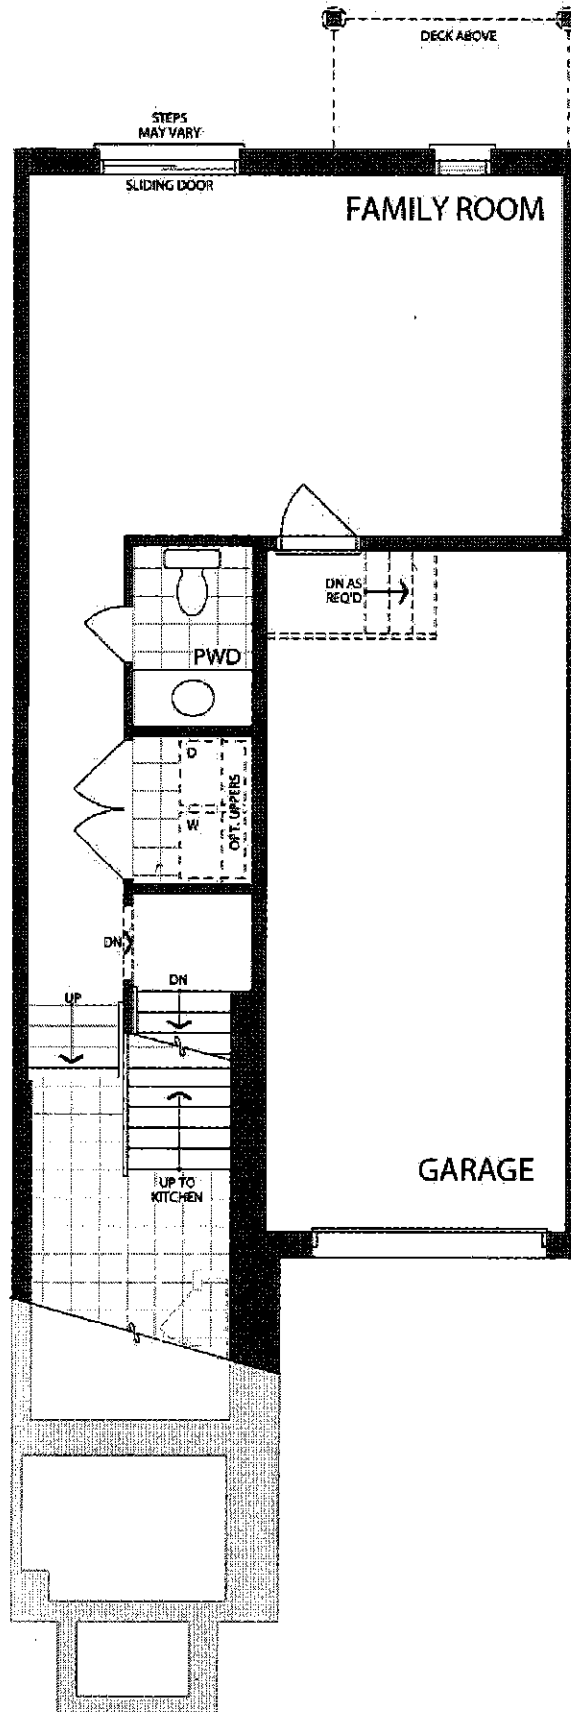 DECK ABOVE
STEPS
MAY VARY
SLIDING DOOR
FAMILY ROOM
DN AS
REQ'D
PWD
D
W
OPT. UPPERS
DN
DN
UP
UP TO
KITCHEN
GARAGE